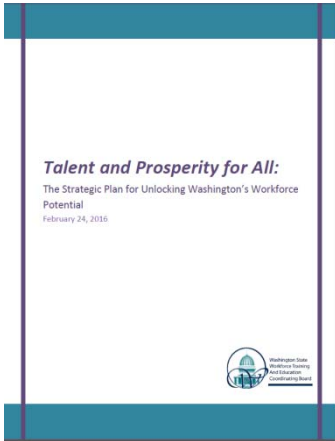 Talent and Prosperity for All:
The Strategic Plan for Unlocking Washington's Workforce
Potential
February 24, 2016
Washington State
Workforce Training
And Education
Coordinating Board